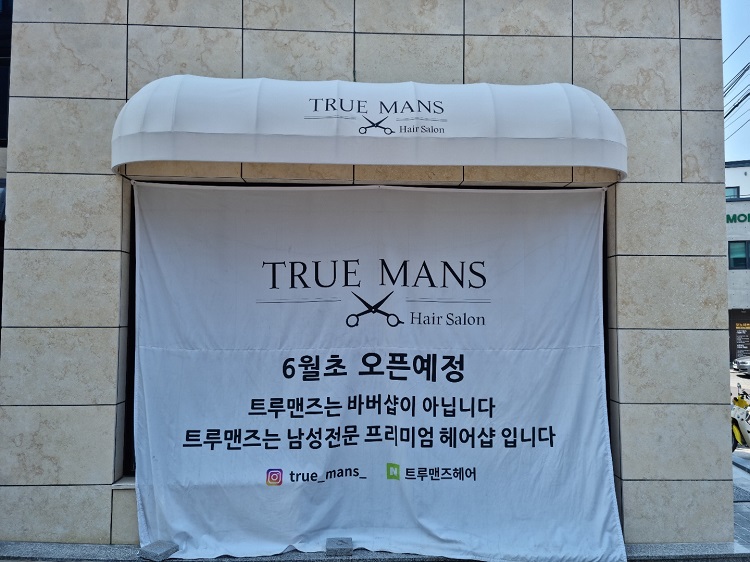 TRUE MANS
Hair Salon
TRUE MANS
Hair Salon
6월초 오픈예정
트루맨즈는 바버샵이 아닙니다
트루맨즈는 남성전문 프리미엄 헤어샵 입니다
true_mans_ N 트루맨즈헤어